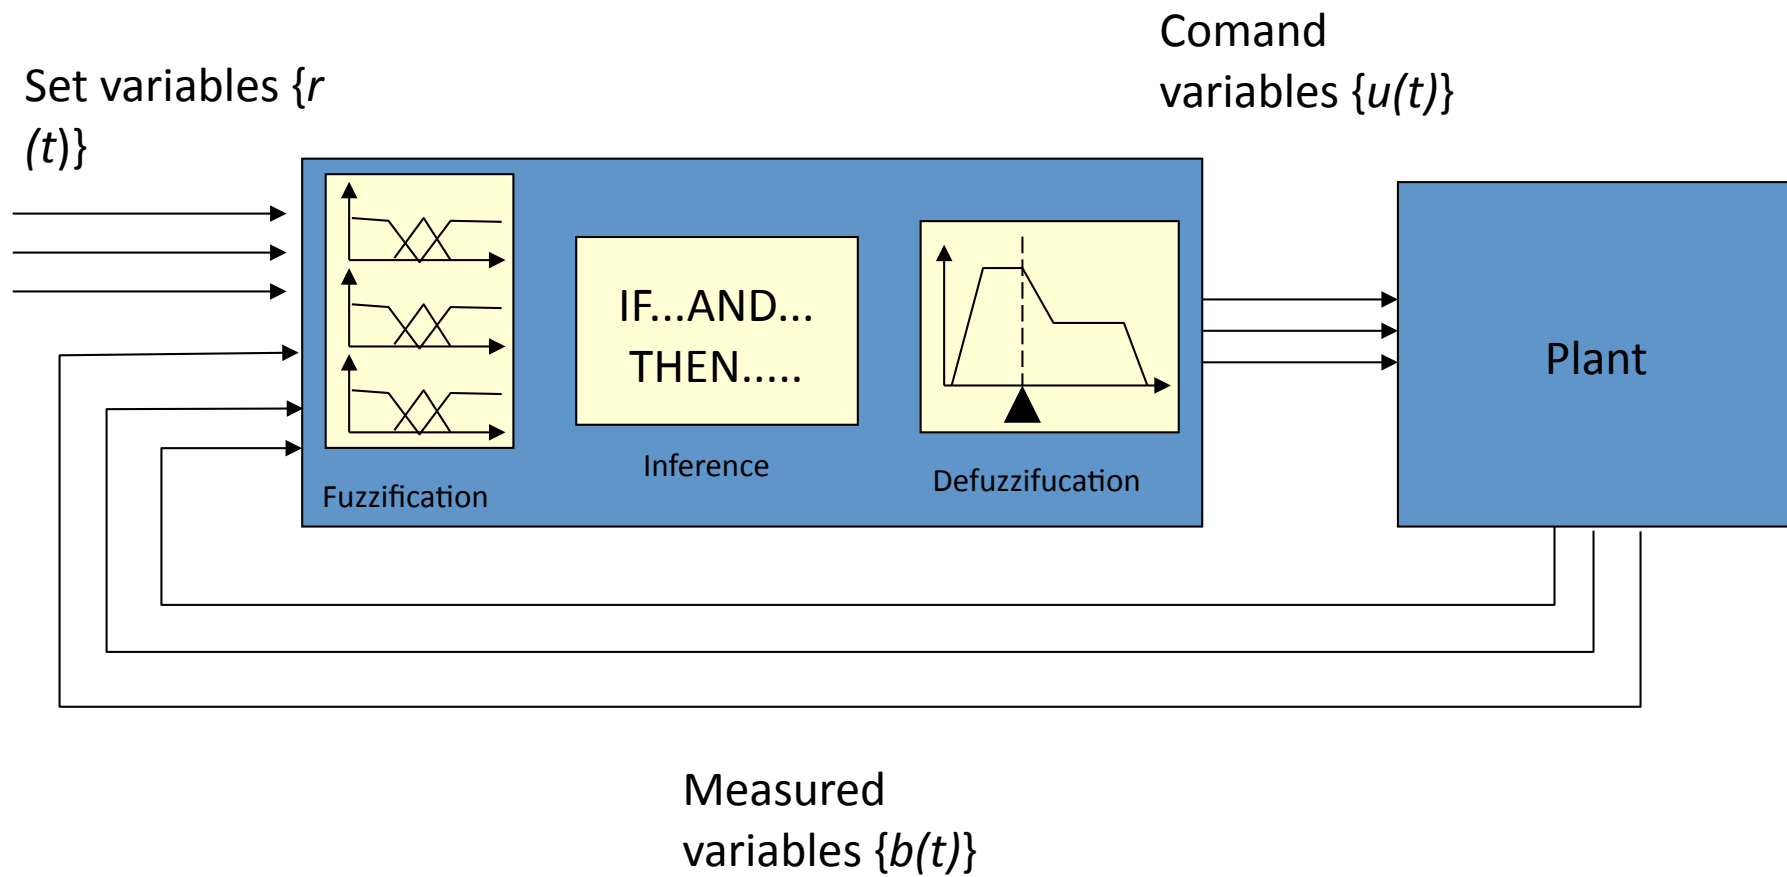 Comand
variables {u(t)}
Set variables {r
(t)}
IF...AND...
THEN.....
Plant
Inference
Defuzzifucation
Fuzzification
Measured
variables {b(t)}